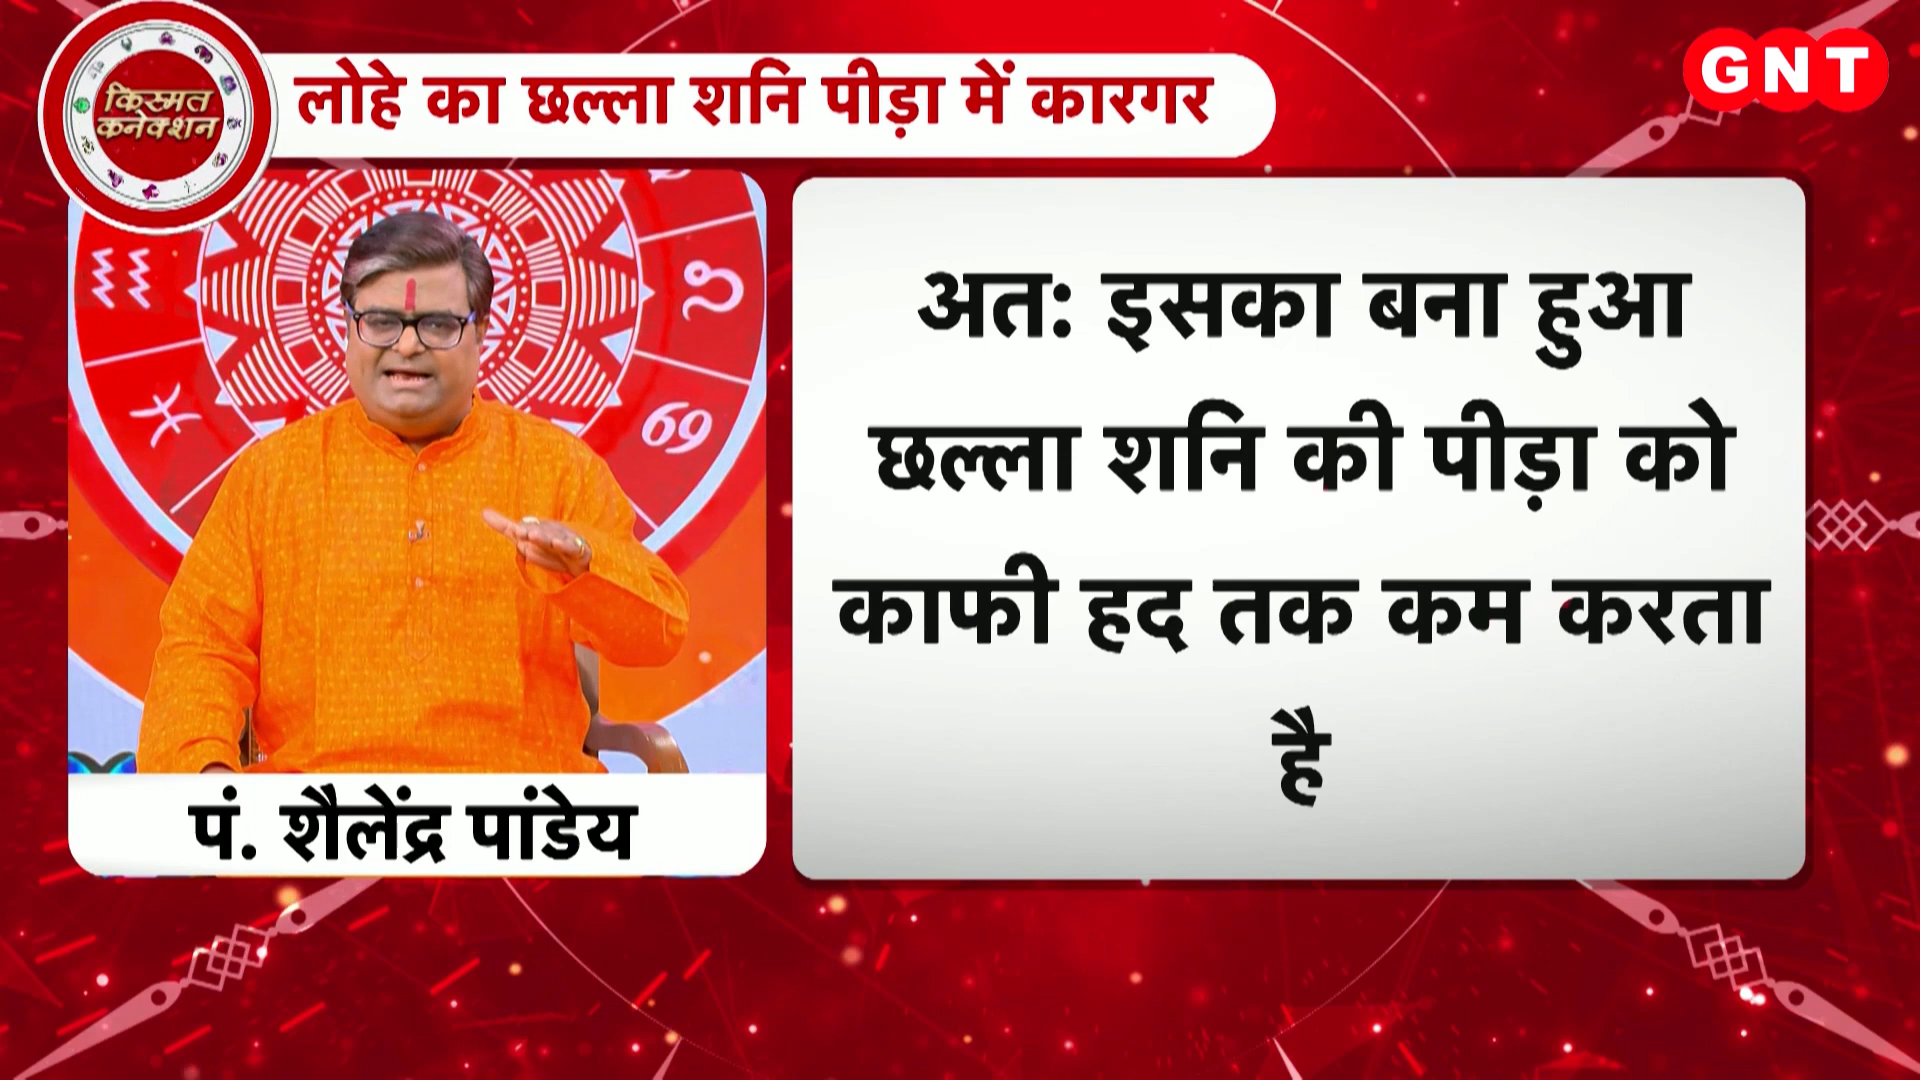 किस्मत
कनेक्शन
लोहे का छल्ला शनि पीड़ा में कारगर
GNT
अत: इसका बना हुआ
छल्ला शनि की पीड़ा को
काफी हद तक कम करता
है
पं. शैलेंद्र पांडेय